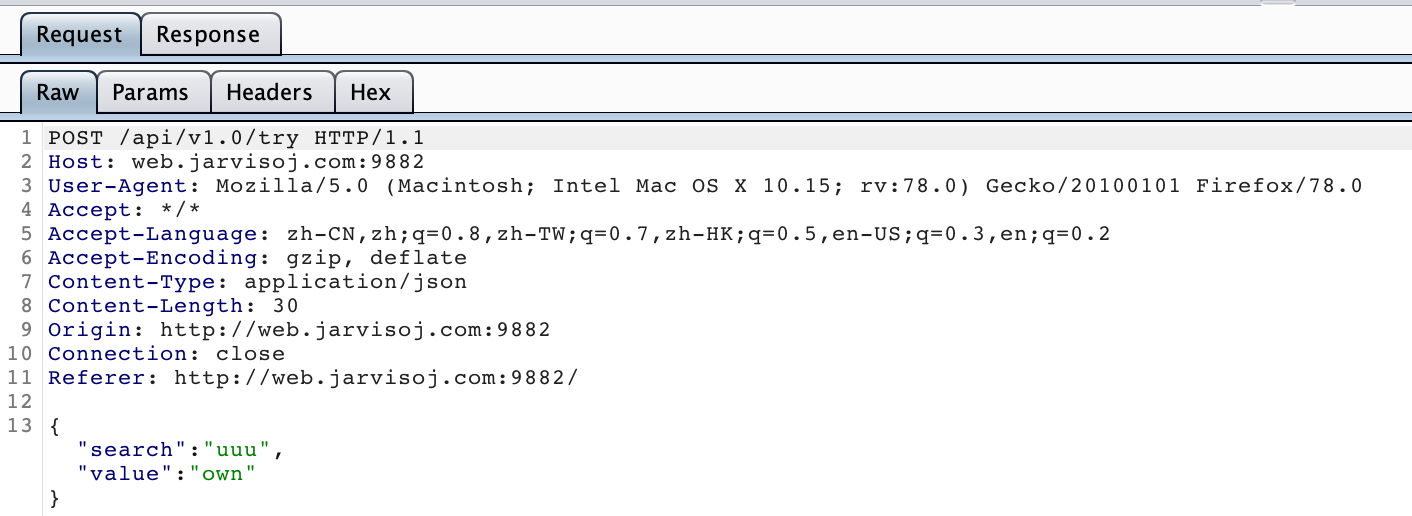 Request Response
Raw Params Headers Hex
1 POST /api/v1.0/try HTTP/1.1
2 Host: web.jarvisoj.com:9882
3 User-Agent: Mozilla/5.0 (Macintosh; Intel Mac OS X 10.15; rv:78.0) Gecko/20100101 Firefox/78.0
4 Accept: */*
5 Accept-Language: zh-CN,zh;q=0.8,zh-TW;q=0.7,zh-HK;q=0.5,en-US;q=0.3,en;q=0.2
6 Accept-Encoding: gzip, deflate
7 Content-Type: application/json
8 Content-Length: 30
9 Origin: http://web.jarvisoj.com:9882
10 Connection: close
11 Referer: http://web.jarvisoj.com:9882/
12
13 {
"search":"uuu",
"value":"own"
}